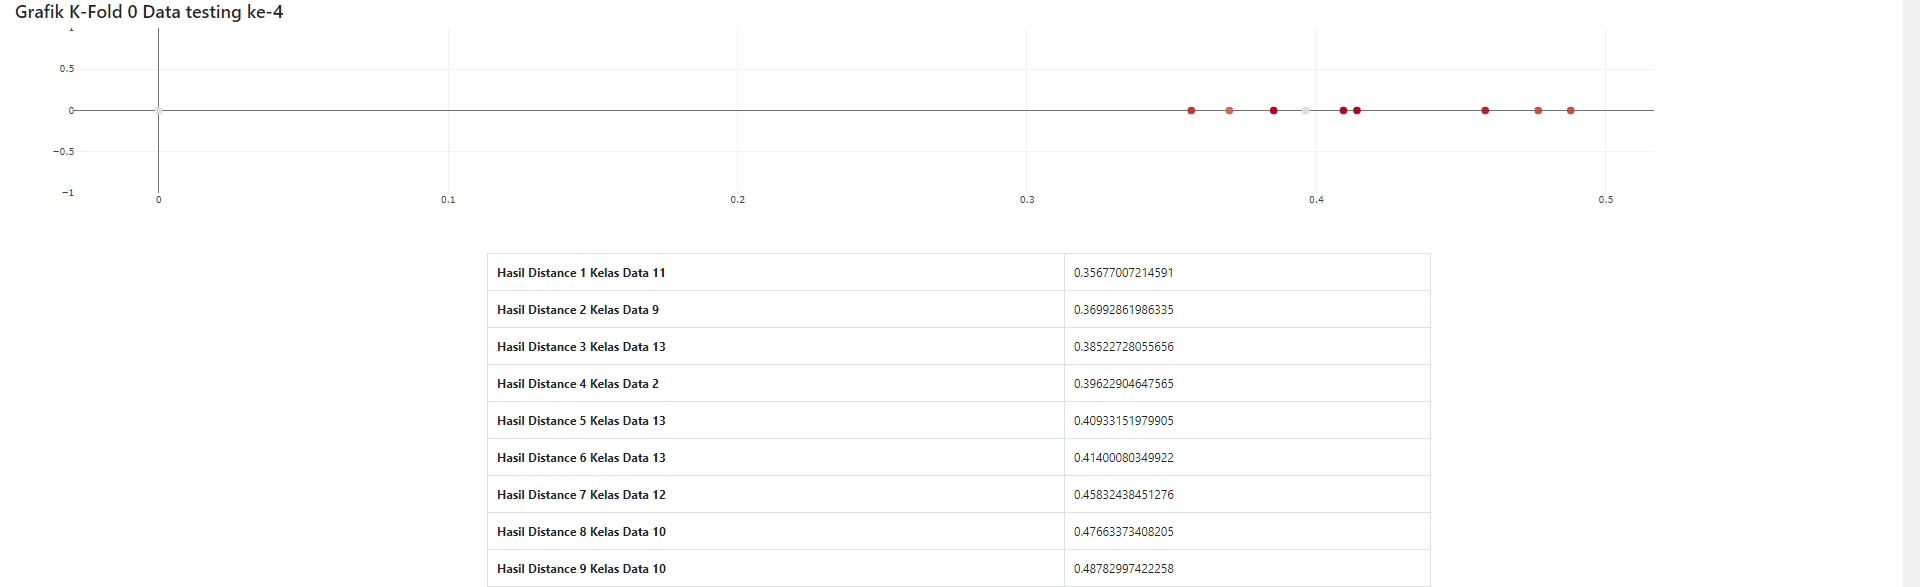 Grafik K-Fold 0 Data testing ke-4
1
0.5
0
−0.5
−1
0 0.1 0.2 0.3 0.4 0.5
Hasil Distance 1 Kelas Data 11 0.35677007214591
Hasil Distance 2 Kelas Data 9 0.36992861986335
Hasil Distance 3 Kelas Data 13 0.38522728055656
Hasil Distance 4 Kelas Data 2 0.39622904647565
Hasil Distance 5 Kelas Data 13 0.40933151979905
Hasil Distance 6 Kelas Data 13 0.41400080349922
Hasil Distance 7 Kelas Data 12 0.45832438451276
Hasil Distance 8 Kelas Data 10 0.47663373408205
Hasil Distance 9 Kelas Data 10 0.48782997422258